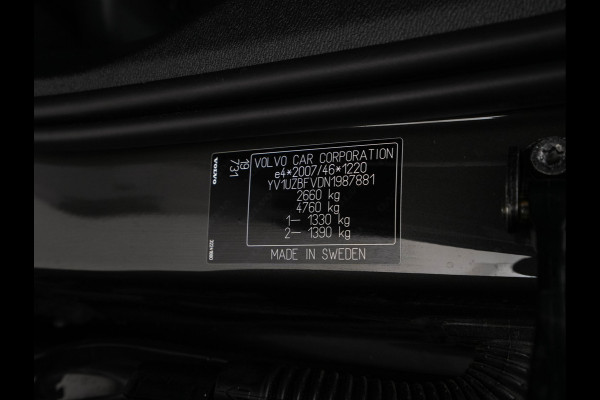 VOLVO
19
731
VOLVO CAR CORPORATION
e4*2007/46*1220
YV1UZBFVDN1987881
2660 kg
4760 kg
1– 1330 kg
2– 1390 kg
MADE IN SWEDEN